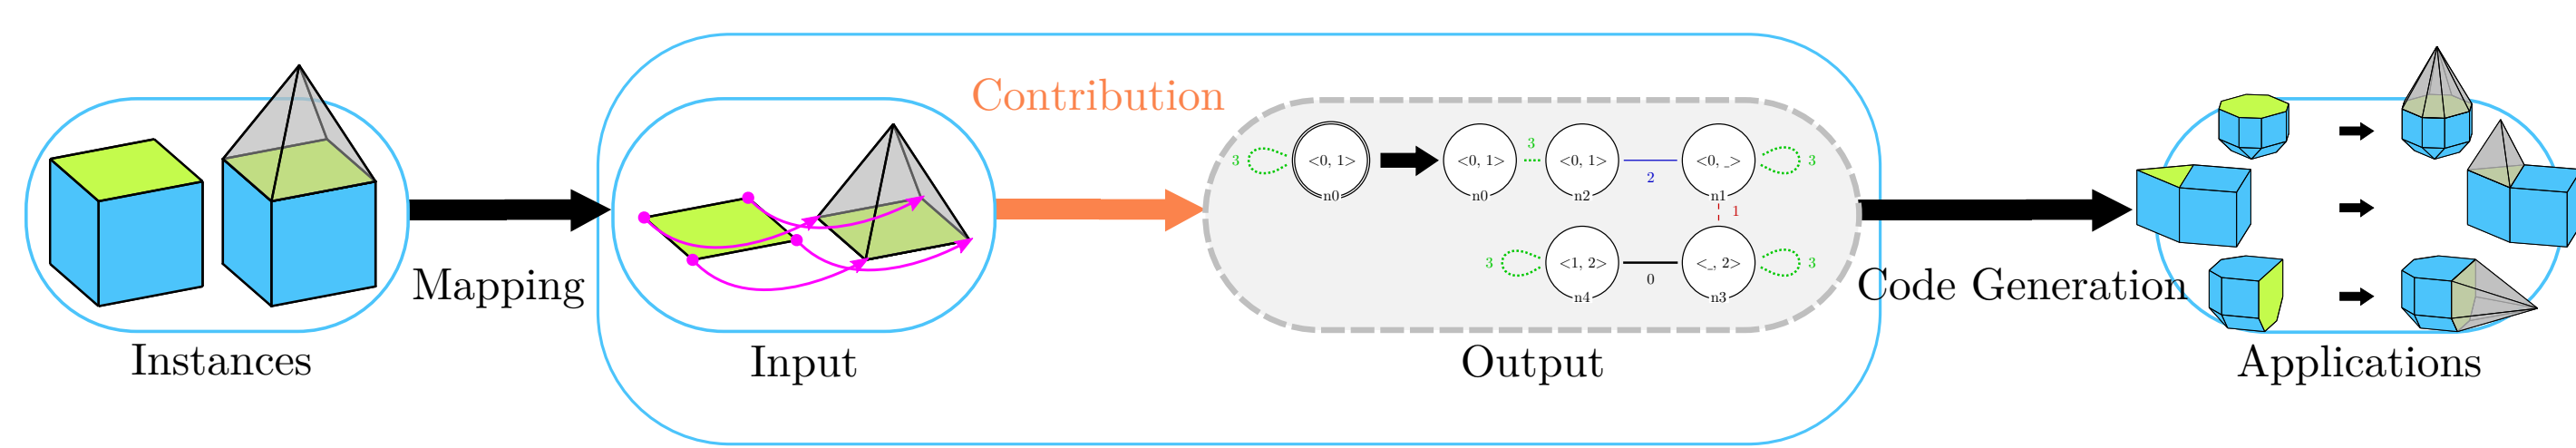 Instances
Mapping
Input
Contribution
3
<0, 1>
n0
<0, 1>
n0
3
<0, 1>
n2
2
<0, _>
n1
3
1
3
<1, 2>
n4
0
<_, 2>
n3
3
Output
Code Generation
Applications